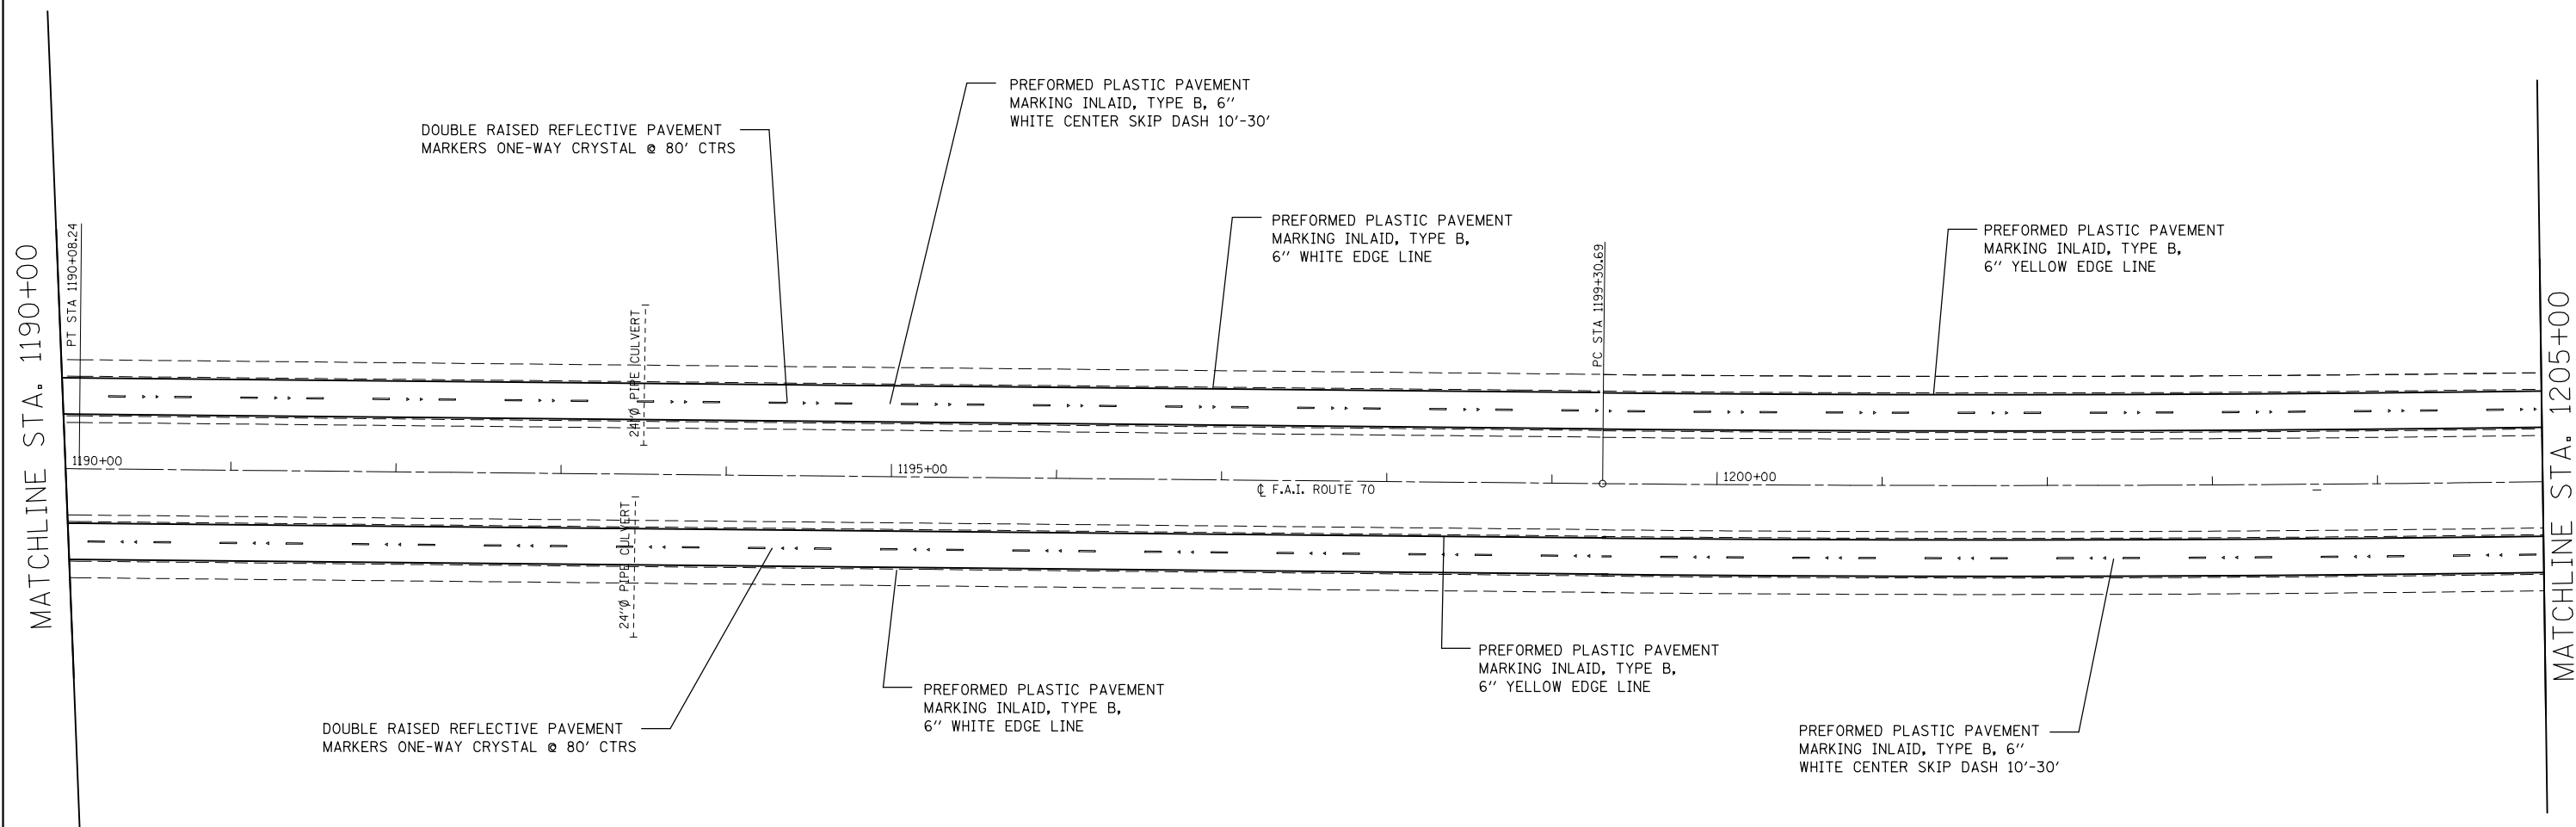 PREFORMED PLASTIC PAVEMENT
MARKING INLAID, TYPE B, 6''
WHITE CENTER SKIP DASH 10'-30'
DOUBLE RAISED REFLECTIVE PAVEMENT
MARKERS ONE-WAY CRYSTAL @ 80' CTRS
PREFORMED PLASTIC PAVEMENT
MARKING INLAID, TYPE B,
6'' WHITE EDGE LINE
PREFORMED PLASTIC PAVEMENT
MARKING INLAID, TYPE B,
6'' YELLOW EDGE LINE
MATCHLINE STA. 1190+00
PT STA 1190+08.24
24''Ø PIPE CULVERT
PC STA 1199+30.69
MATCHLINE STA. 1205+00
1190+00
1195+00
℄ F.A.I. ROUTE 70
1200+00
24''Ø PIPE CULVERT
PREFORMED PLASTIC PAVEMENT
MARKING INLAID, TYPE B,
6'' YELLOW EDGE LINE
PREFORMED PLASTIC PAVEMENT
MARKING INLAID, TYPE B,
6'' WHITE EDGE LINE
DOUBLE RAISED REFLECTIVE PAVEMENT
MARKERS ONE-WAY CRYSTAL @ 80' CTRS
PREFORMED PLASTIC PAVEMENT
MARKING INLAID, TYPE B, 6''
WHITE CENTER SKIP DASH 10'-30'